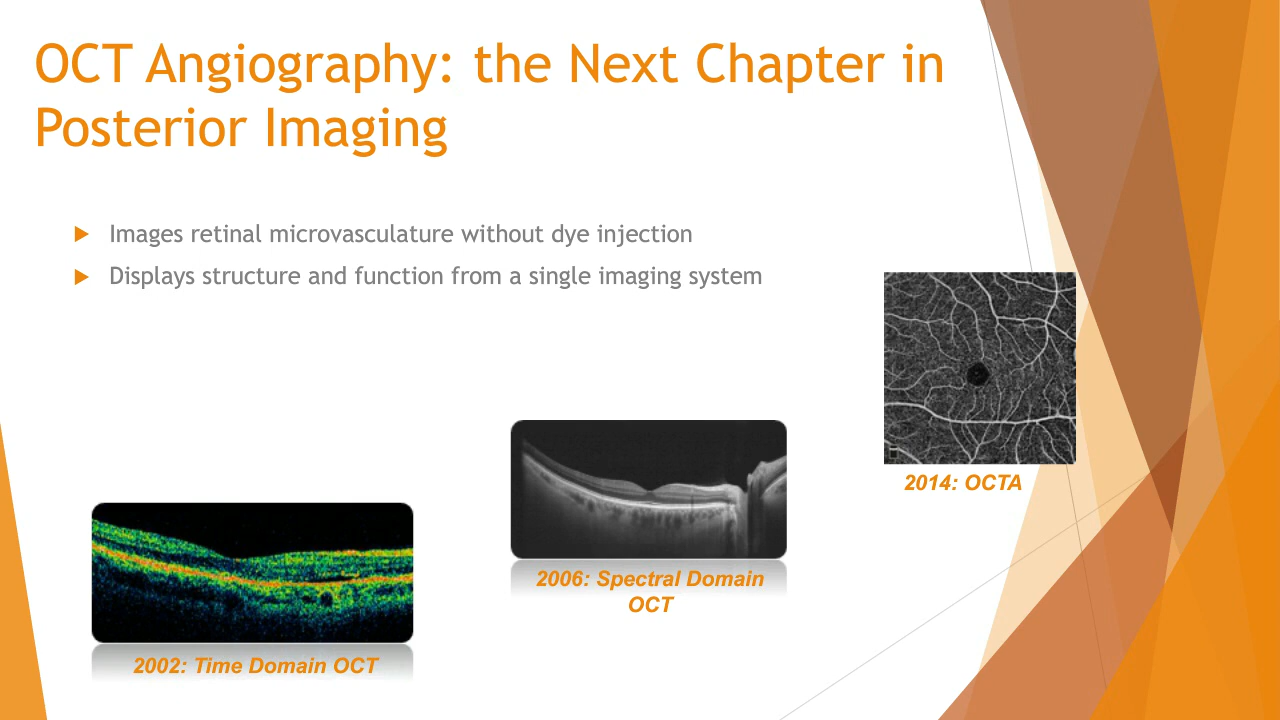 OCT Angiography: the Next Chapter in
Posterior Imaging
Images retinal microvasculature without dye injection
Displays structure and function from a single imaging system
2014: OCTA
2006: Spectral Domain
OCT
2002: Time Domain OCT